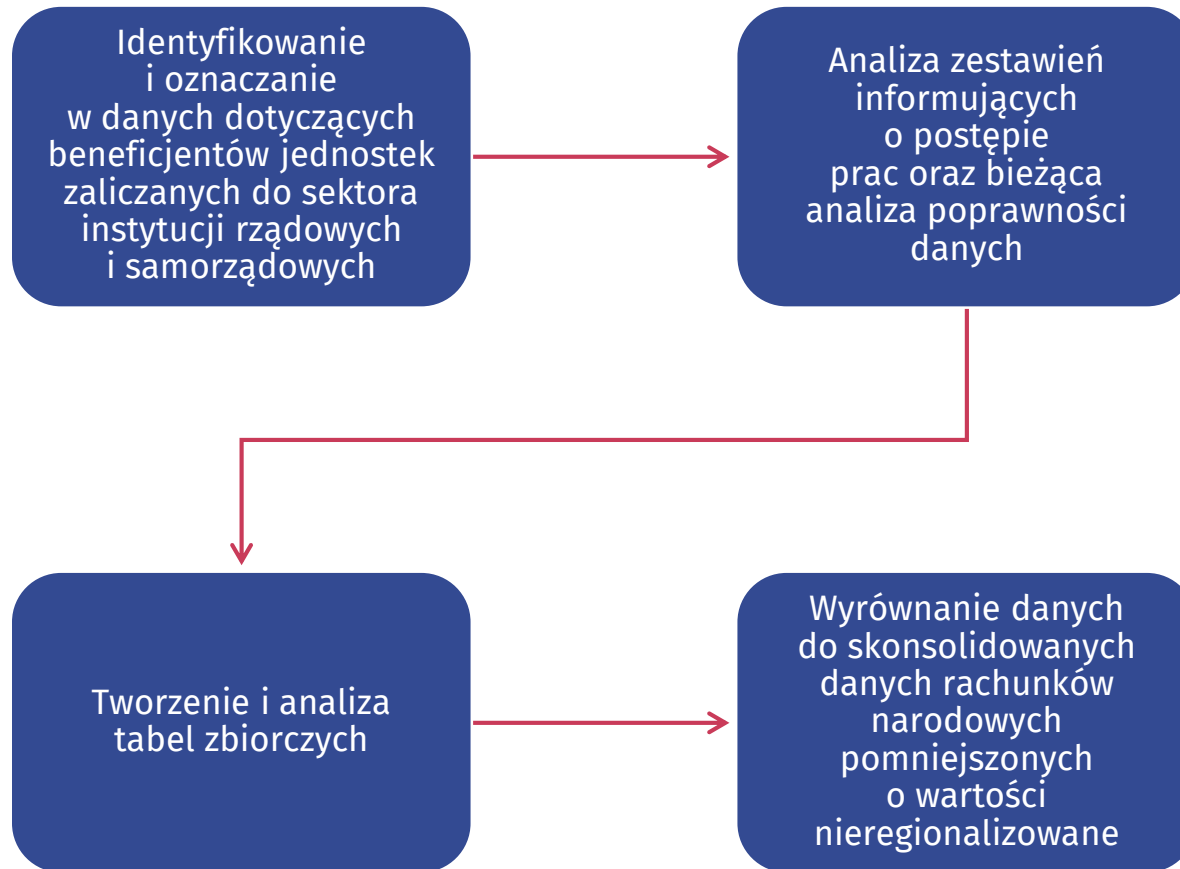 Identyfikowanie
i oznaczanie
w danych dotyczących
beneficjentów jednostek
zaliczanych do sektora
instytucji rządowych
i samorządowych
Analiza zestawień
informujących
o postępie
prac oraz bieżąca
analiza poprawności
danych
Tworzenie i analiza
tabel zbiorczych
Wyrównanie danych
do skonsolidowanych
danych rachunków
narodowych
pomniejszonych
o wartości
nieregionalizowane